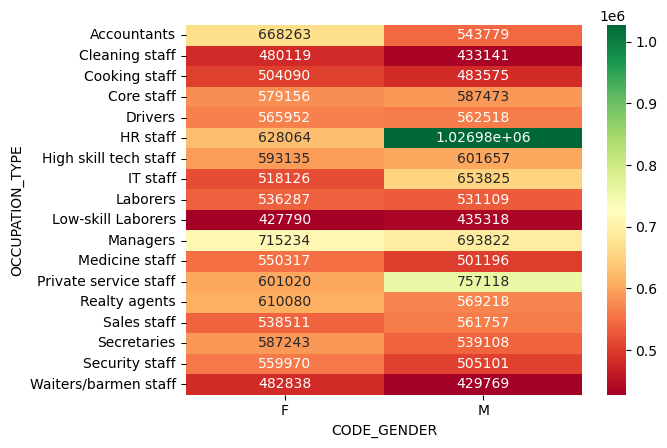 1e6
Accountants 668263 543779
1.0
Cleaning staff 480119 433141
Cooking staff 504090 483575
0.9
Core staff 579156 587473
Drivers 565952 562518
HR staff 628064 1.02698e+06
0.8
High skill tech staff 593135 601657
IT staff 518126 653825
Laborers 536287 531109
0.7
Low-skill Laborers 427790 435318
Managers 715234 693822
Medicine staff 550317 501196
Private service staff 601020 757118
0.6
Realty agents 610080 569218
Sales staff 538511 561757
Secretaries 587243 539108
0.5
Security staff 559970 505101
Waiters/barmen staff 482838 429769
F M
CODE_GENDER
OCCUPATION_TYPE